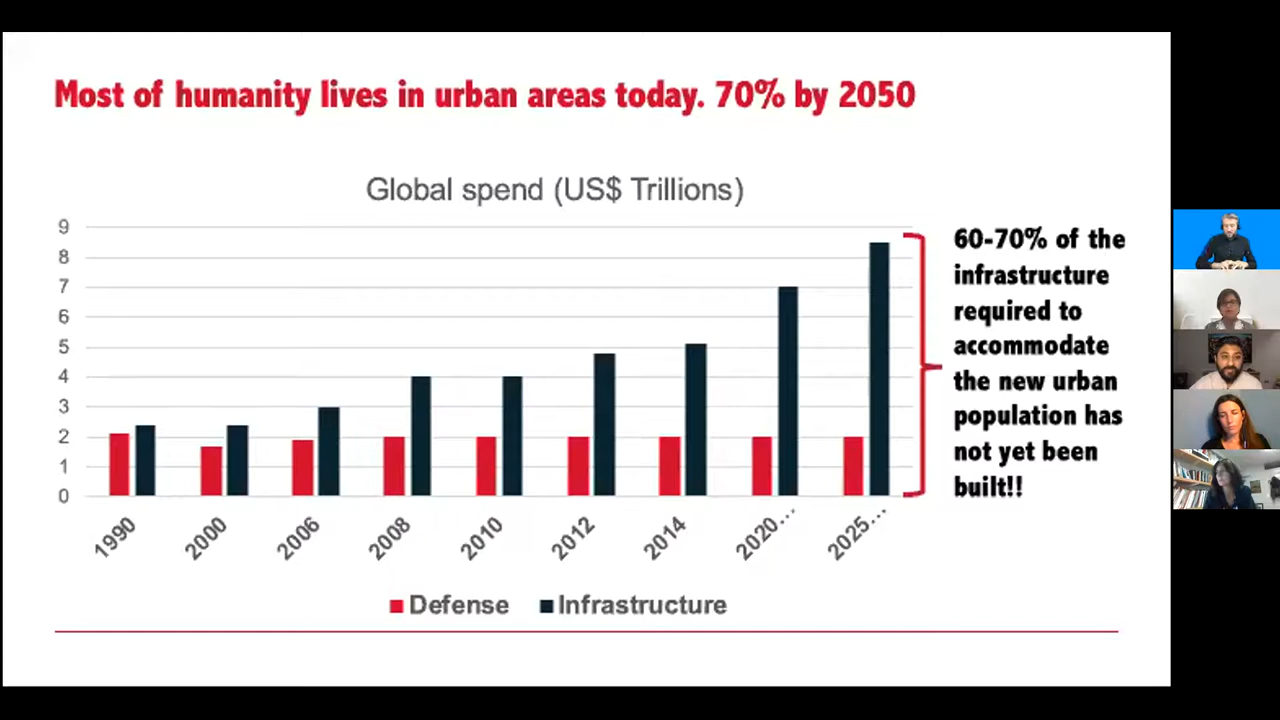 Most of humanity lives in urban areas today. 70% by 2050
Global spend (US$ Trillions)
9
8
7
6
5
4
3
2
1
0
1990
2000
2006
2008
2010
2012
2014
2020...
2025...
Defense
Infrastructure
60-70% of the
infrastructure
required to
accommodate
the new urban
population has
not yet been
built!!